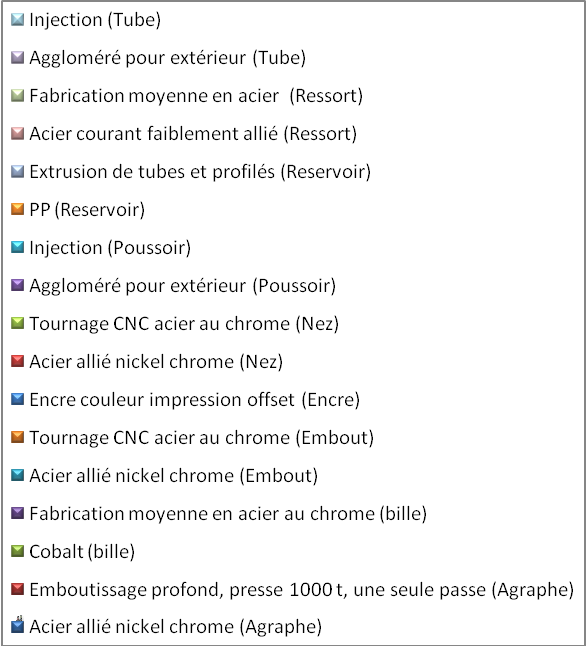 Injection (Tube)
Aggloméré pour extérieur (Tube)
Fabrication moyenne en acier (Ressort)
Acier courant faiblement allié (Ressort)
Extrusion de tubes et profilés (Reservoir)
PP (Reservoir)
Injection (Poussoir)
Aggloméré pour extérieur (Poussoir)
Tournage CNC acier au chrome (Nez)
Acier allié nickel chrome (Nez)
Encre couleur impression offset (Encre)
Tournage CNC acier au chrome (Embout)
Acier allié nickel chrome (Embout)
Fabrication moyenne en acier au chrome (bille)
Cobalt (bille)
Emboutissage profond, presse 1000 t, une seule passe (Agraphe)
Acier allié nickel chrome (Agraphe)